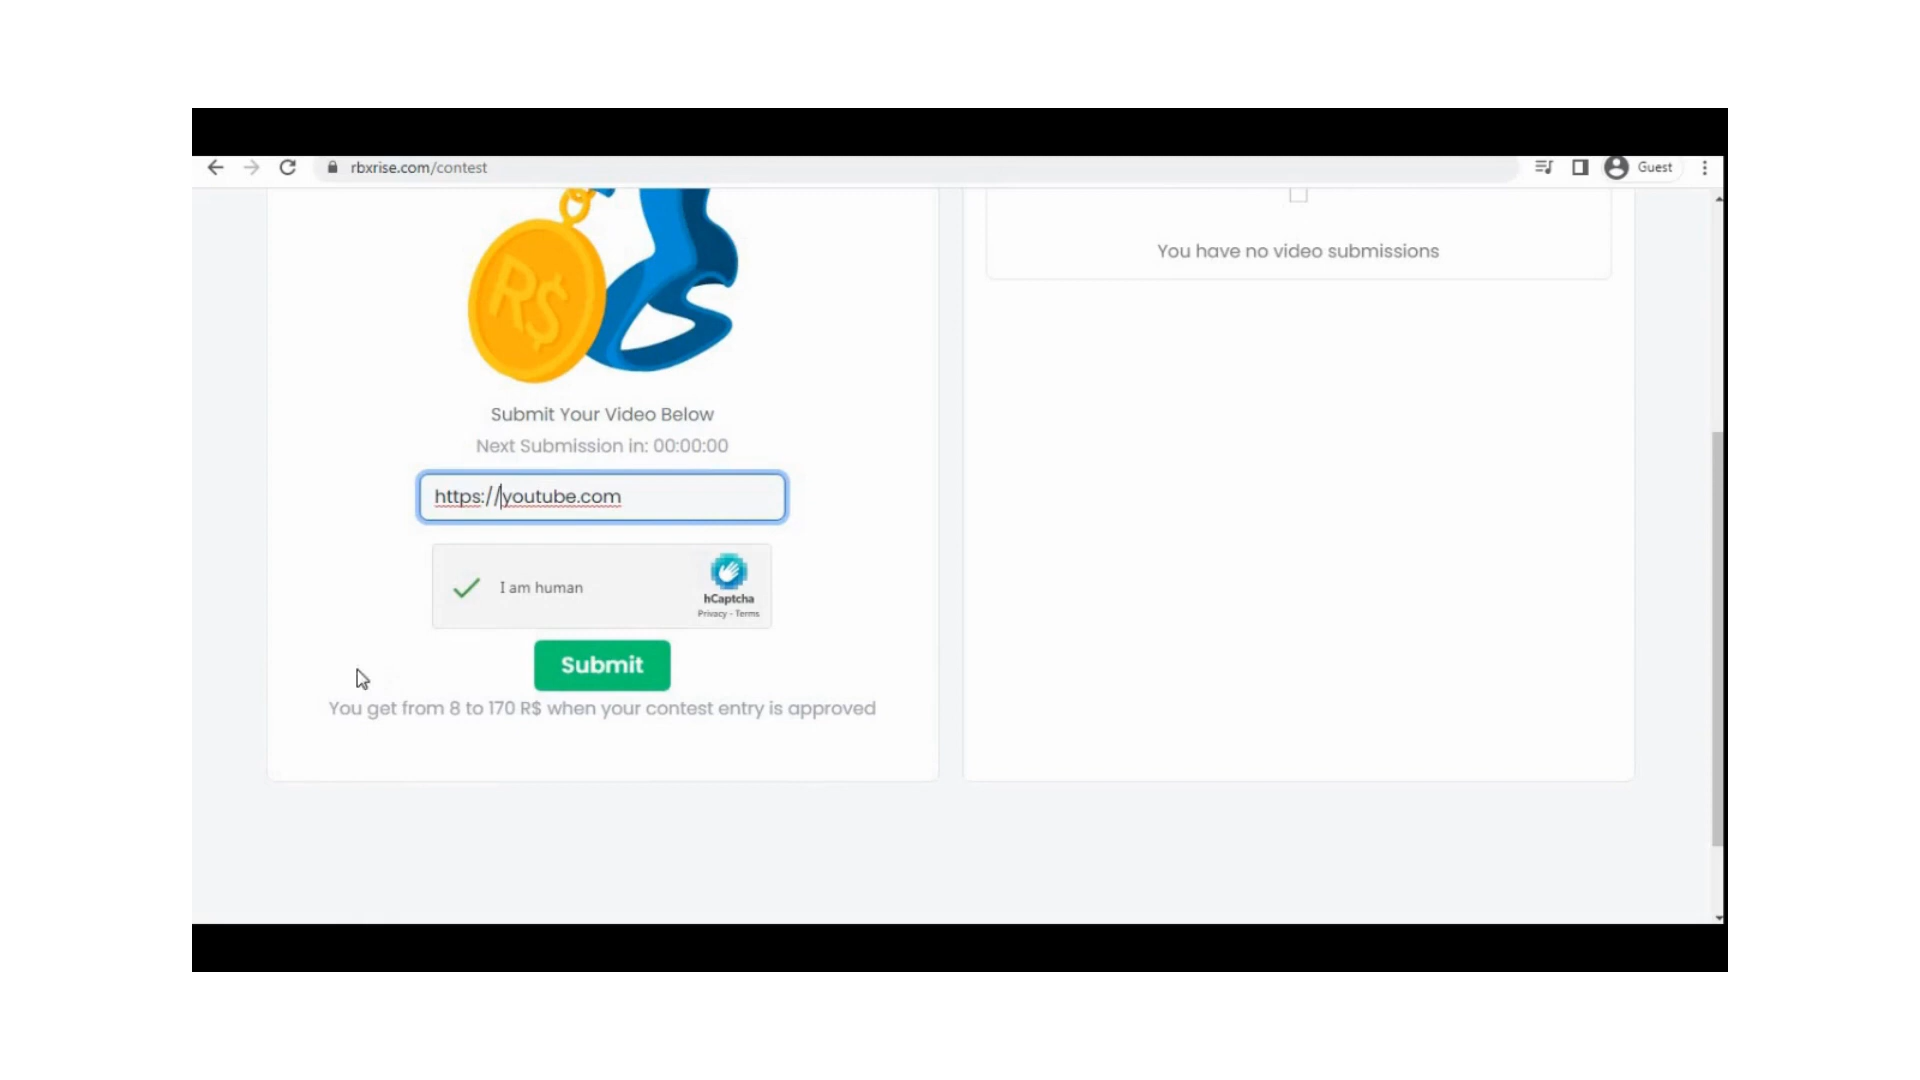 rbxrise.com/contest
Guest
R$
You have no video submissions
Submit Your Video Below
Next Submission in: 00:00:00
https://youtube.com
I am human
hCaptcha
Privacy - Terms
Submit
You get from 8 to 170 R$ when your contest entry is approved